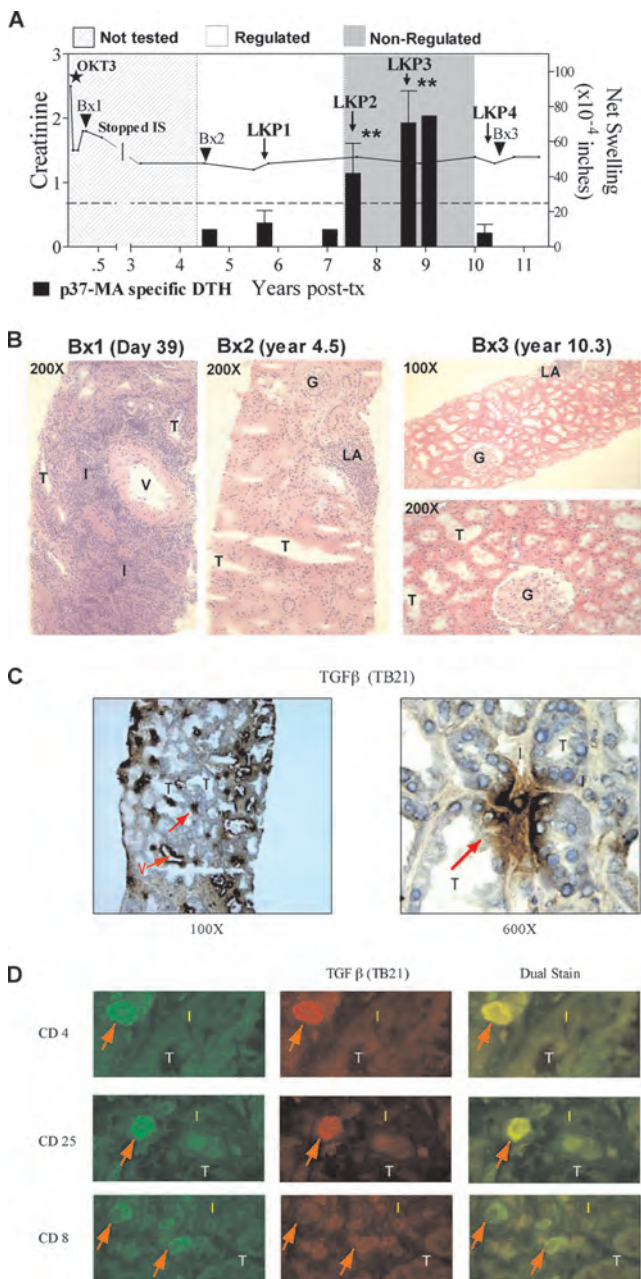 A
Not tested Regulated Non-Regulated
OKT3
Bx1
Stopped IS
Bx2
LKP1
LKP2
**
LKP3
**
LKP4
Bx3
Creatinine
3
2
1
0
Net Swelling
(x10-4 inches)
100
80
60
40
20
0
.5 3 4 5 6 7 8 9 10 11
p37-MA specific DTH Years post-tx
B
Bx1 (Day 39) Bx2 (year 4.5) Bx3 (year 10.3)
200X
T
T
I
V
I
200X
G
LA
T
T
100X
LA
G
200X
T
T
G
C
TGFβ (TB21)
T T
V
100X
I
T
I
T
600X
D
TGF β (TB21) Dual Stain
CD 4
I
T
I
T
I
T
CD 25
I
T
I
T
I
T
CD 8
I
T
I
T
I
T